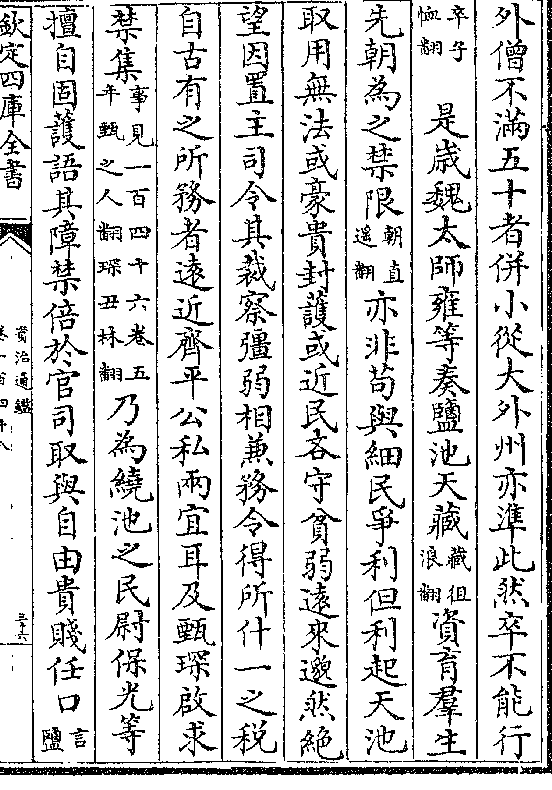 外僧不滿五十者併小從大外州亦準此然卒不能行
卒子恤翻　是歲魏太師雍等奏鹽池天藏藏徂浪翻資育羣生
先朝為之禁限朝直遥翻亦非苟與細民爭利但利起天池
取用無法或豪貴封護或近民吝守貧弱遠來邈然絶
望因置主司令其裁察彊弱相兼務令得所什一之稅
自古有之所務者遠近齊平公私兩宜耳及甄琛啟求
禁集事見一百四十六卷五年甄之人翻琛丑林翻乃為繞池之民尉保光等
擅自固護語其障禁倍於官司取與自由貴賤任口言鹽
欽定四庫全書
資治通鑑
卷一百四十八
三十六